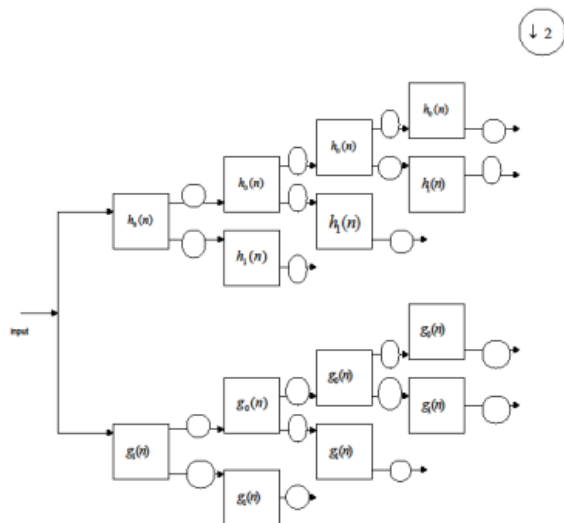 ↓ 2
h₀(n)
h₀(n)
h₀(n)
h₁(n)
h₀(n)
h₁(n)
h₁(n)
input
g₀(n)
g₀(n)
g₀(n)
g₁(n)
g₁(n)
g₁(n)
g₁(n)